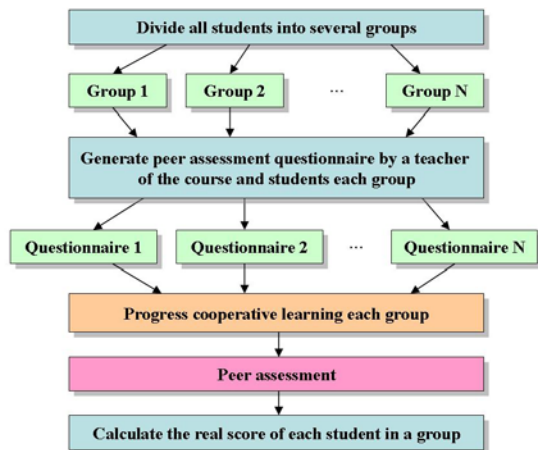 Divide all students into several groups
Group 1 Group 2 ... Group N
Generate peer assessment questionnaire by a teacher
of the course and students each group
Questionnaire 1 Questionnaire 2 ... Questionnaire N
Progress cooperative learning each group
Peer assessment
Calculate the real score of each student in a group